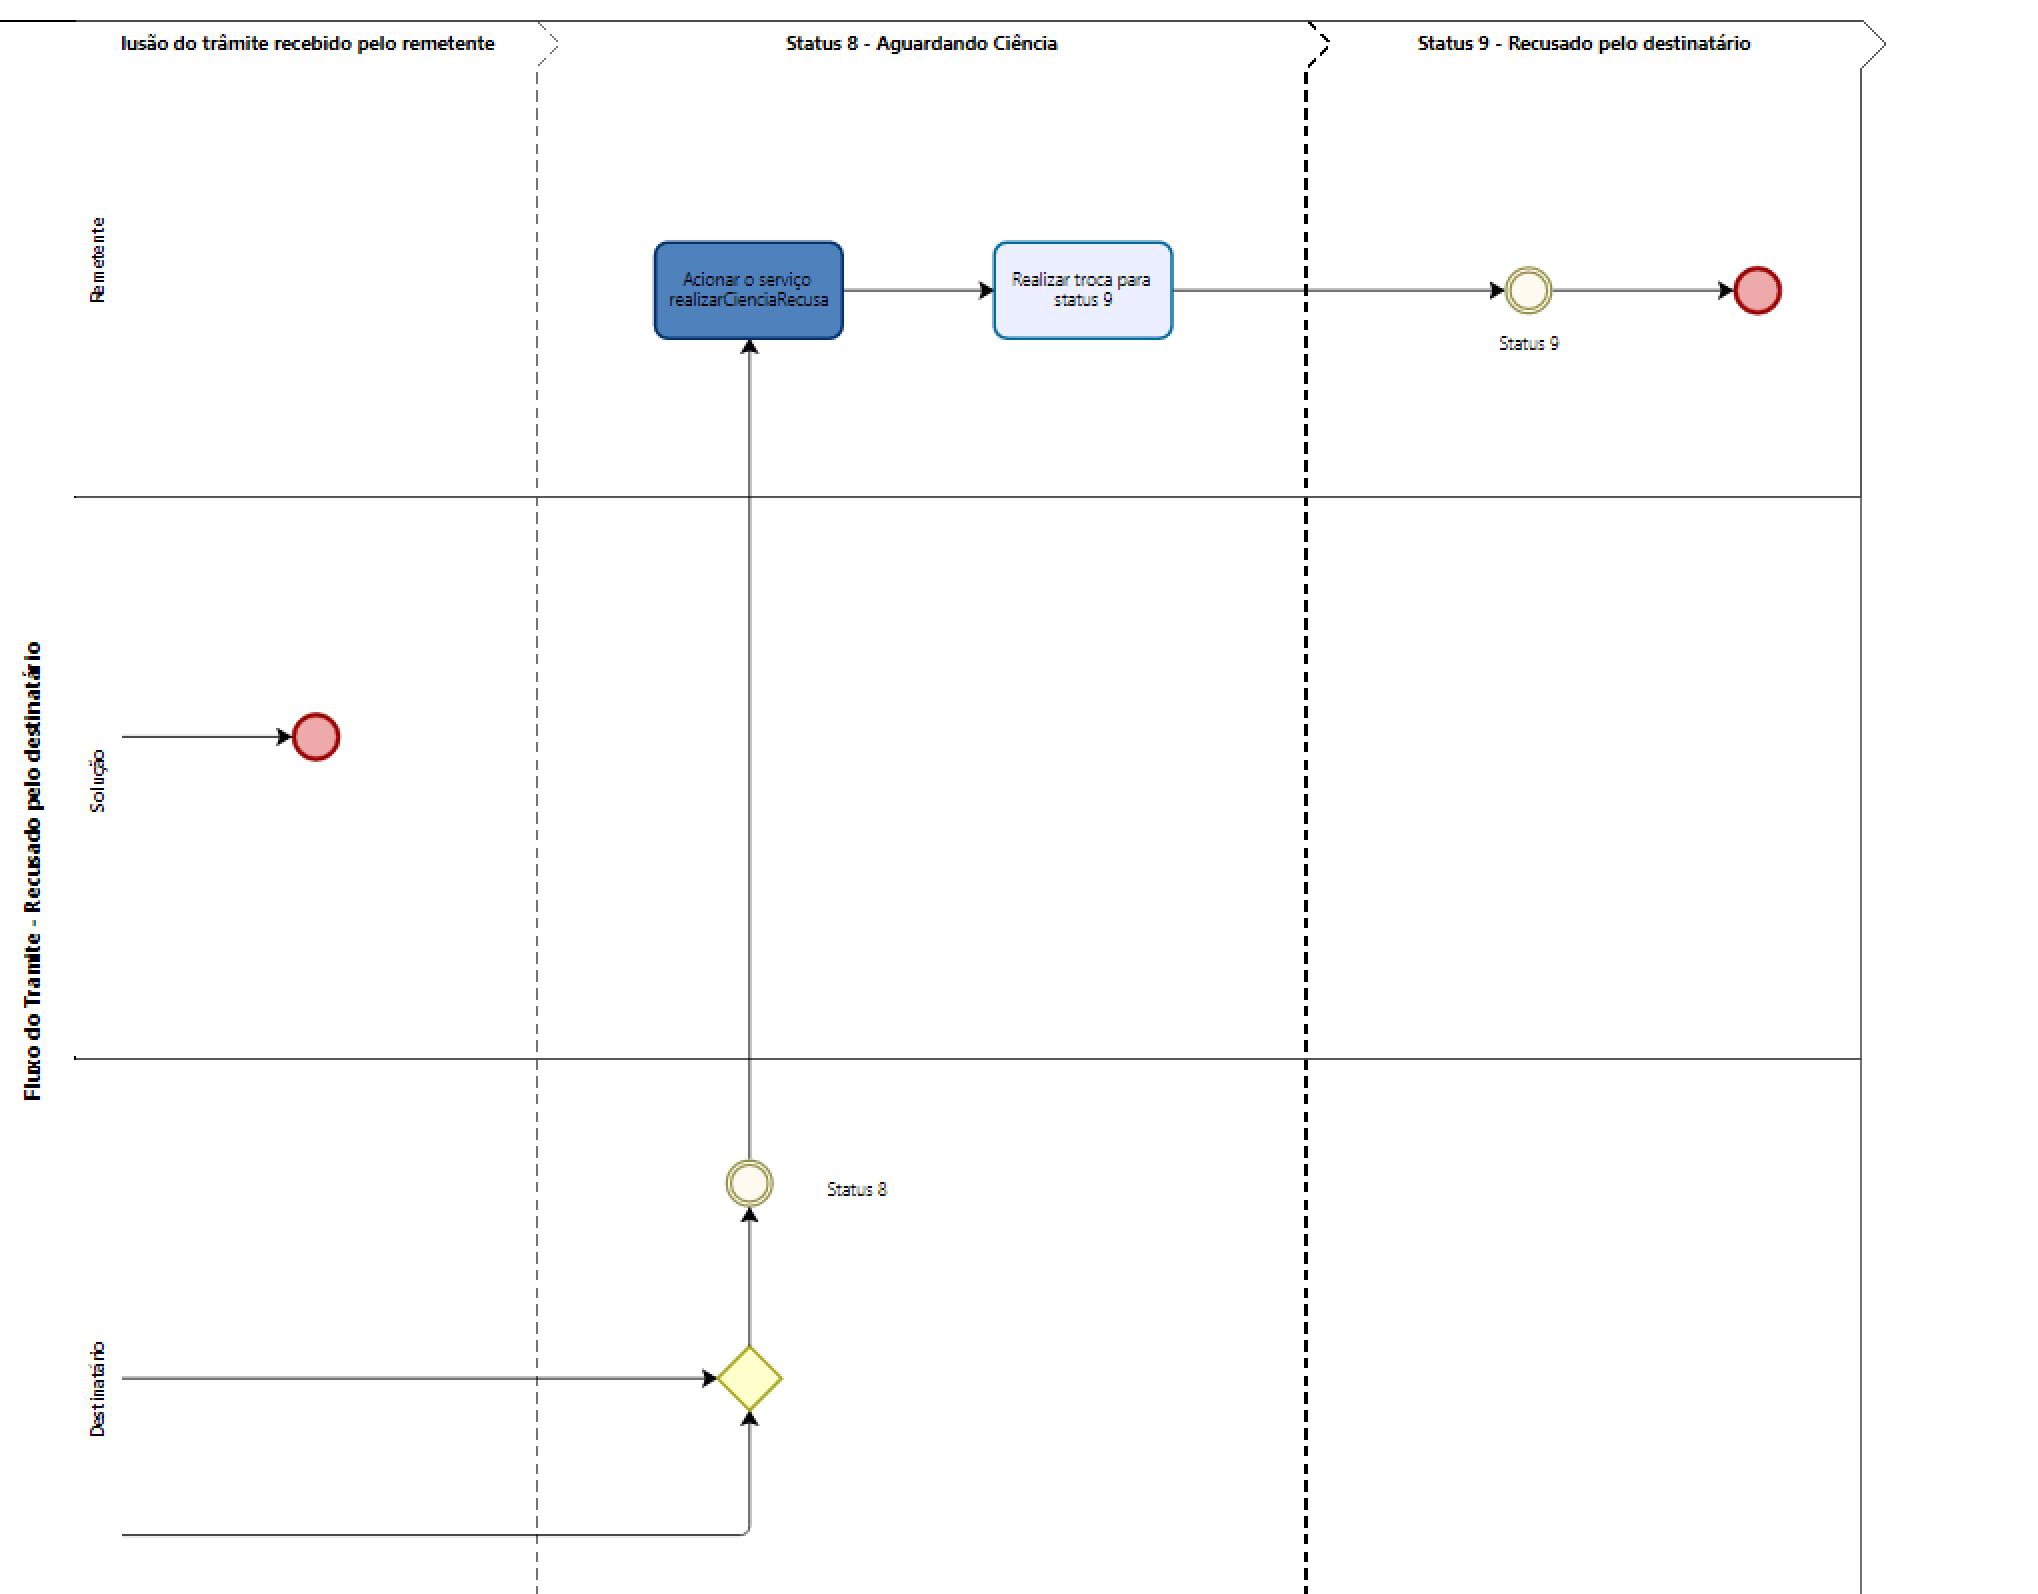 lusão do trâmite recebido pelo remetente
Status 8 - Aguardando Ciência
Status 9 - Recusado pelo destinatário
Fluxo do Tramite - Recusado pelo destinatário
Remetente
Acionar o serviço
realizarCienciaRecusa
Realizar troca para
status 9
Status 9
Solução
Destinatário
Status 8